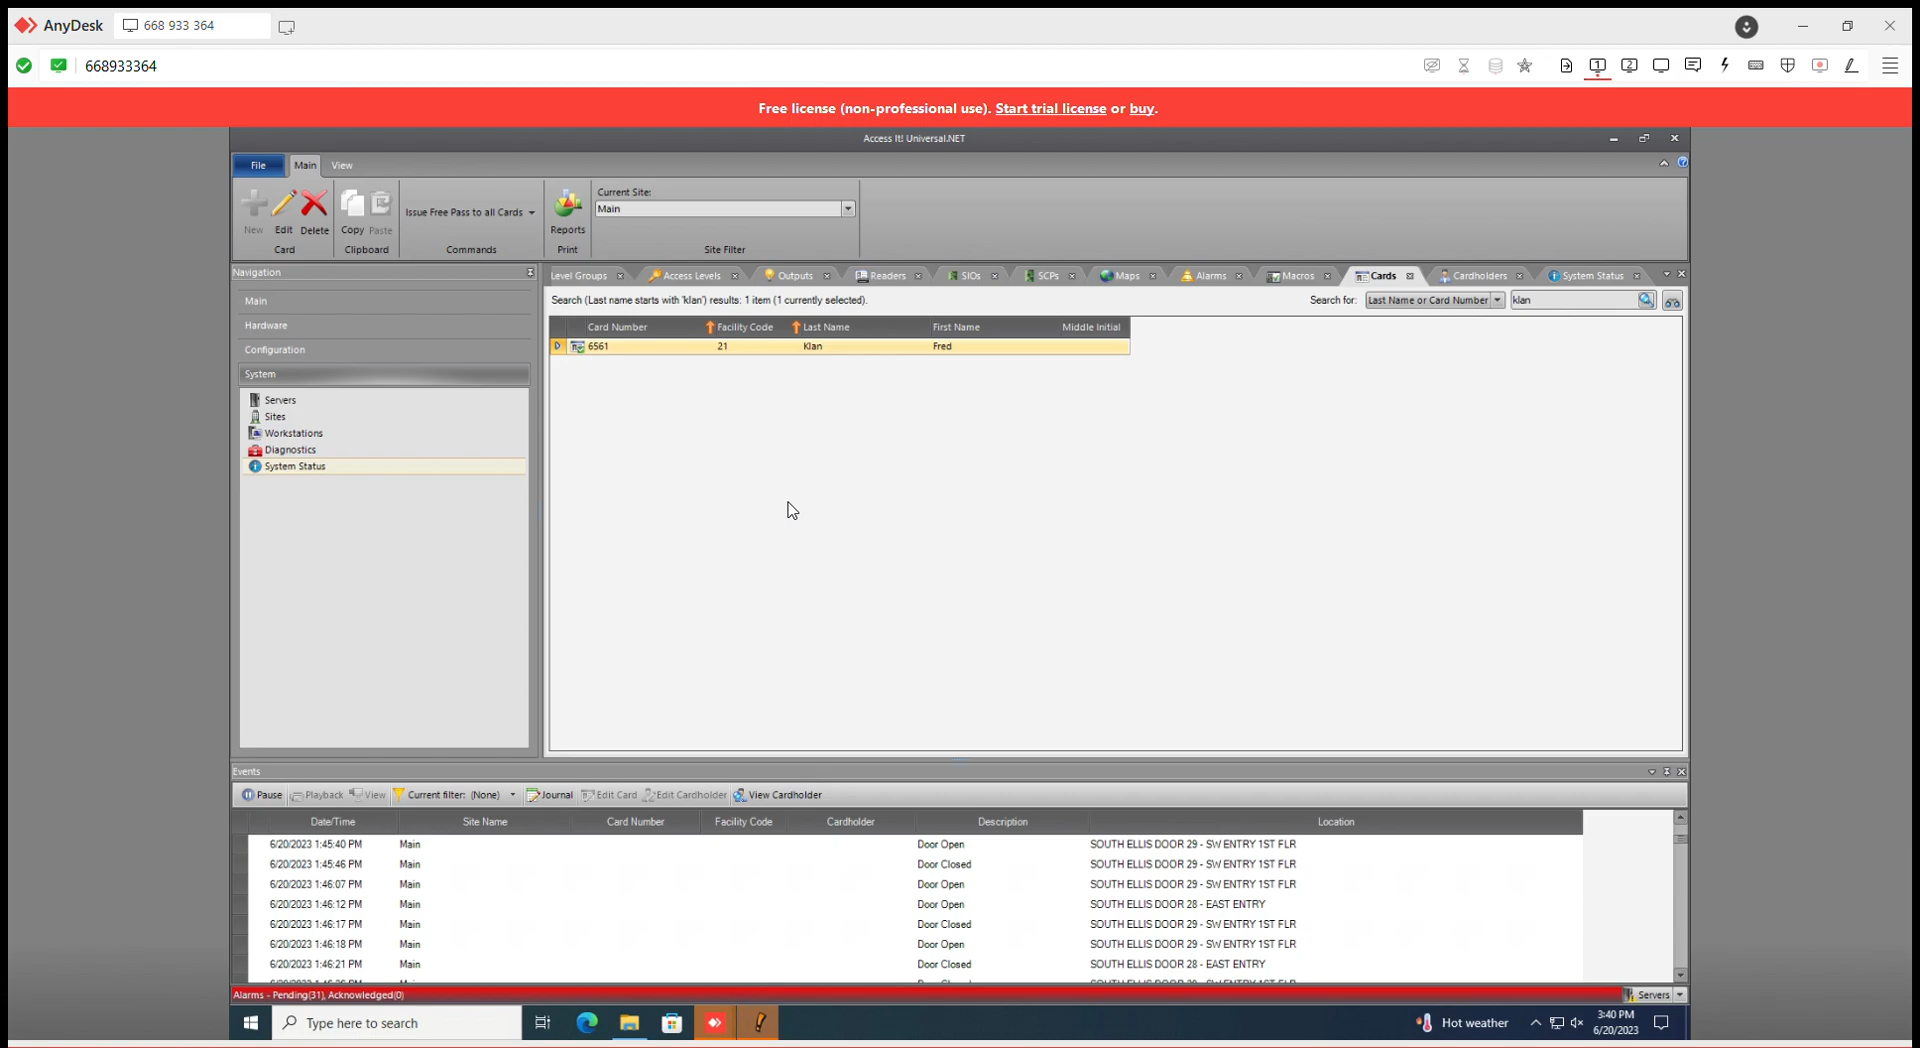 AnyDesk 668 933 364
668933364
Free license (non-professional use). Start trial license or buy.
Access It! Universal.NET
File Main View
New Edit Delete Copy Paste Issue Free Pass to all Cards Reports Current Site: Main
Card Clipboard Commands Print Site Filter
Navigation
Main
Hardware
Configuration
System
Servers
Sites
Workstations
Diagnostics
System Status
Level Groups Access Levels Outputs Readers SIOs SCPs Maps Alarms Macros Cards Cardholders System Status
Search (Last name starts with 'klan') results: 1 item (1 currently selected). Search for: Last Name or Card Number klan
Card Number Facility Code Last Name First Name Middle Initial
6561 21 Klan Fred
Events
Pause Playback View Current filter: (None) Journal Edit Card Edit Cardholder View Cardholder
Date/Time Site Name Card Number Facility Code Cardholder Description Location
6/20/2023 1:45:40 PM Main Door Open SOUTH ELLIS DOOR 29 - SW ENTRY 1ST FLR
6/20/2023 1:45:46 PM Main Door Closed SOUTH ELLIS DOOR 29 - SW ENTRY 1ST FLR
6/20/2023 1:46:07 PM Main Door Open SOUTH ELLIS DOOR 29 - SW ENTRY 1ST FLR
6/20/2023 1:46:12 PM Main Door Open SOUTH ELLIS DOOR 28 - EAST ENTRY
6/20/2023 1:46:17 PM Main Door Closed SOUTH ELLIS DOOR 29 - SW ENTRY 1ST FLR
6/20/2023 1:46:18 PM Main Door Open SOUTH ELLIS DOOR 29 - SW ENTRY 1ST FLR
6/20/2023 1:46:21 PM Main Door Closed SOUTH ELLIS DOOR 28 - EAST ENTRY
Alarms - Pending(31), Acknowledged(0) Servers
Type here to search Hot weather 3:40 PM
6/20/2023